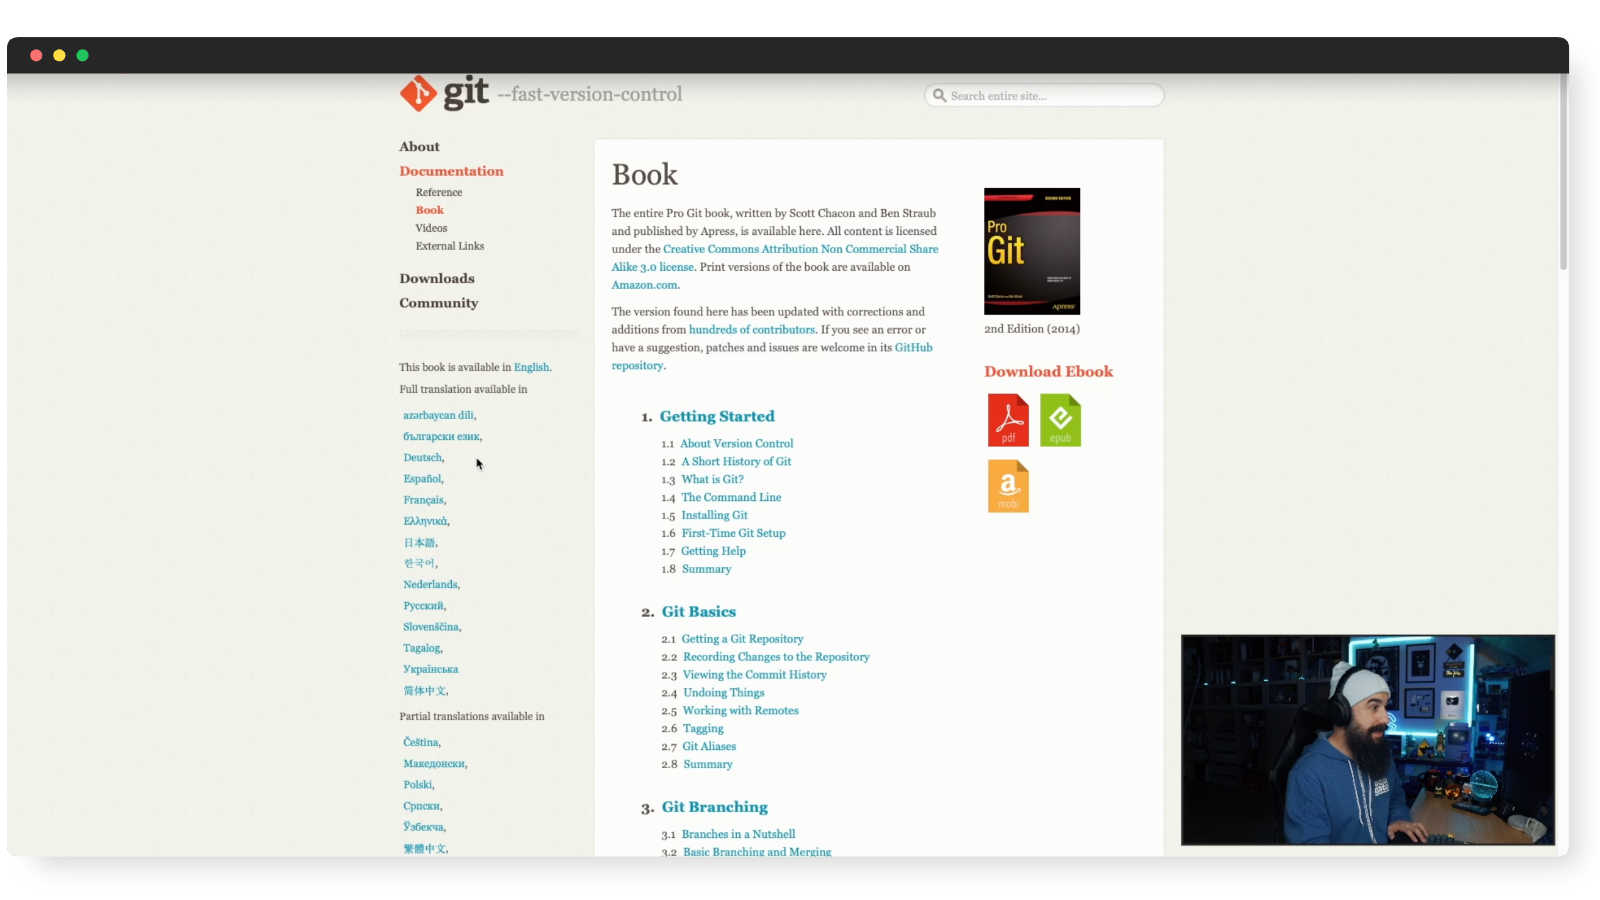 git --fast-version-control
Search entire site...
About
Documentation
Reference
Book
Videos
External Links
Downloads
Community
This book is available in English.
Full translation available in
azərbaycan dili,
български език,
Deutsch,
Español,
Français,
Ελληνικά,
日本語,
한국어,
Nederlands,
Русский,
Slovenščina,
Tagalog,
Українська
简体中文,
Partial translations available in
Čeština,
Македонски,
Polski,
Српски,
Ўзбекча,
繁體中文,
Book
The entire Pro Git book, written by Scott Chacon and Ben Straub
and published by Apress, is available here. All content is licensed
under the Creative Commons Attribution Non Commercial Share
Alike 3.0 license. Print versions of the book are available on
Amazon.com.
The version found here has been updated with corrections and
additions from hundreds of contributors. If you see an error or
have a suggestion, patches and issues are welcome in its GitHub
repository.
1. Getting Started
1.1 About Version Control
1.2 A Short History of Git
1.3 What is Git?
1.4 The Command Line
1.5 Installing Git
1.6 First-Time Git Setup
1.7 Getting Help
1.8 Summary
2. Git Basics
2.1 Getting a Git Repository
2.2 Recording Changes to the Repository
2.3 Viewing the Commit History
2.4 Undoing Things
2.5 Working with Remotes
2.6 Tagging
2.7 Git Aliases
2.8 Summary
3. Git Branching
3.1 Branches in a Nutshell
3.2 Basic Branching and Merging
Pro
Git
Apress
2nd Edition (2014)
Download Ebook
pdf
epub
a
mobi